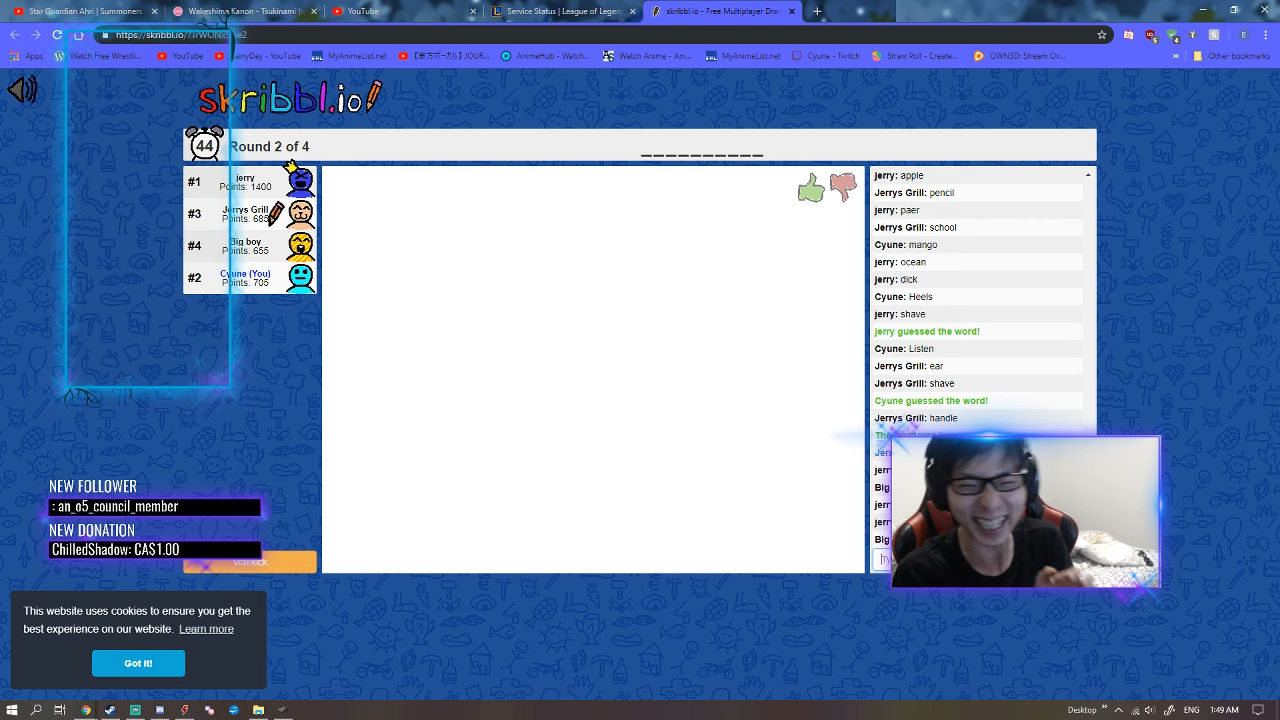 Star Guardian Ahri | Summoners
Wakeshima Kanon - Tsukinami (
YouTube
Service Status | League of Legen
skribbl.io - Free Multiplayer Draw
Apps
Watch Free Wrestli...
YouTube
- YouTube
MyAnimeList.net
AnimeHub - Watch...
Watch Anime - Ani...
MyAnimeList.net
Cyune - Twitch
Straw Poll - Create...
OWN3D: Stream Ov...
Other bookmarks
skribbl.io
44
Round 2 of 4
#1
jerry
Points: 1400
#3
Jerrys Grill
Points: 685
#4
Big boy
Points: 655
#2
Cyune (You)
Points: 705
jerry: apple
Jerrys Grill: pencil
jerry: paer
Jerrys Grill: school
Cyune: mango
jerry: ocean
jerry: dick
Cyune: Heels
jerry: shave
jerry guessed the word!
Cyune: Listen
Jerrys Grill: ear
Jerrys Grill: shave
Cyune guessed the word!
Jerrys Grill: handle
Big
Big
NEW FOLLOWER
: an_o5_council_member
NEW DONATION
ChilledShadow: CA$1.00
Votekick
This website uses cookies to ensure you get the
best experience on our website. Learn more
Got it!
Desktop
ENG
1:49 AM